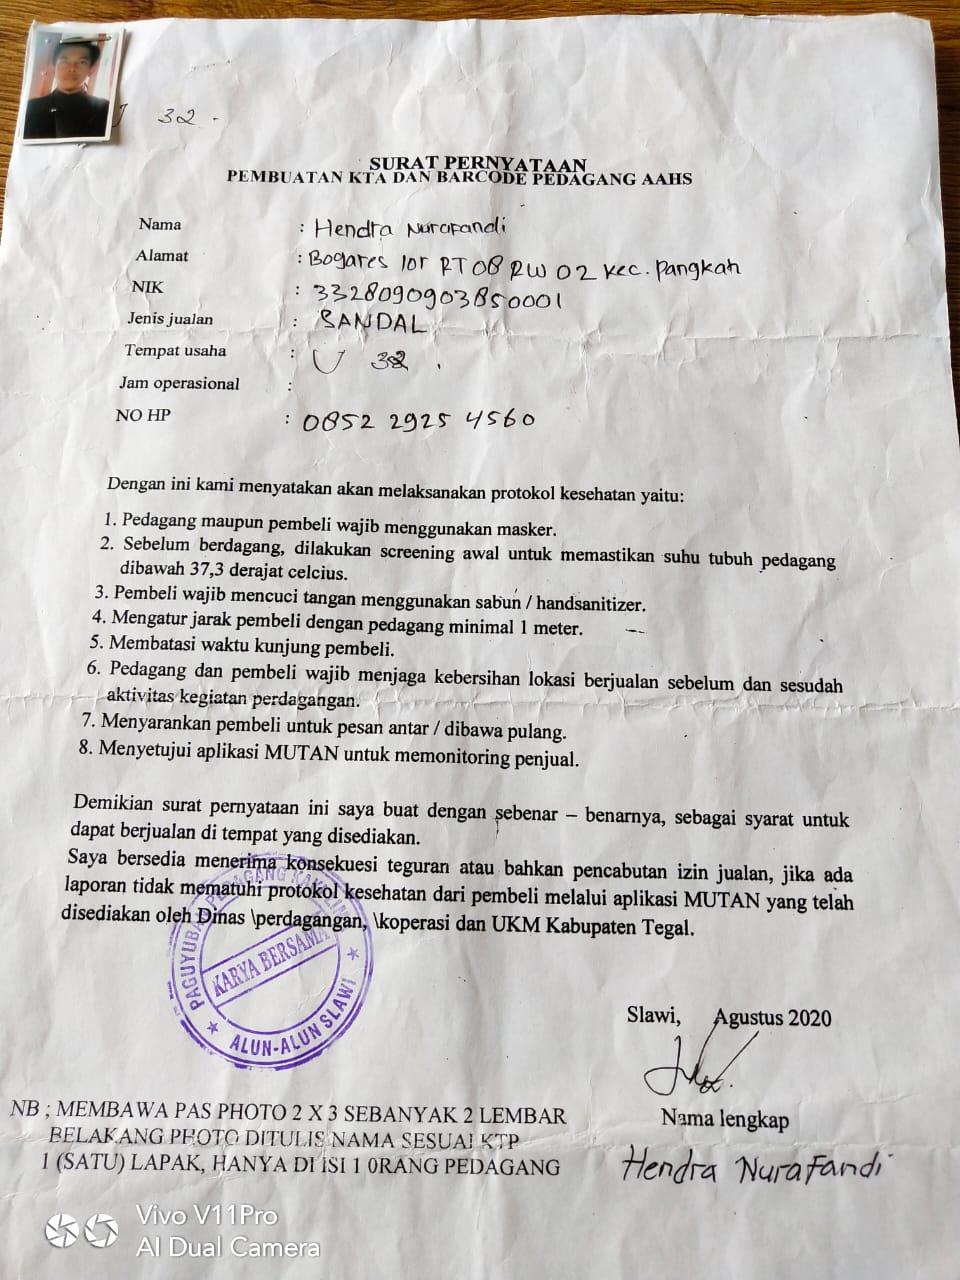 J 32 -
SURAT PERNYATAAN
PEMBUATAN KTA DAN BARCODE PEDAGANG AAHS
Nama : Hendra Nurafandi
Alamat : Bogares lor RT 08 RW 02 Kec. Pangkah
NIK : 3328090903850001
Jenis jualan : SANDAL
Tempat usaha : U 32 .
Jam operasional :
NO HP : 0852 2925 4560
Dengan ini kami menyatakan akan melaksanakan protokol kesehatan yaitu:
1. Pedagang maupun pembeli wajib menggunakan masker.
2. Sebelum berdagang, dilakukan screening awal untuk memastikan suhu tubuh pedagang
dibawah 37,3 derajat celcius.
3. Pembeli wajib mencuci tangan menggunakan sabun / handsanitizer.
4. Mengatur jarak pembeli dengan pedagang minimal 1 meter.
5. Membatasi waktu kunjung pembeli.
6. Pedagang dan pembeli wajib menjaga kebersihan lokasi berjualan sebelum dan sesudah
aktivitas kegiatan perdagangan.
7. Menyarankan pembeli untuk pesan antar / dibawa pulang.
8. Menyetujui aplikasi MUTAN untuk memonitoring penjual.
Demikian surat pernyataan ini saya buat dengan sebenar – benarnya, sebagai syarat untuk
dapat berjualan di tempat yang disediakan.
Saya bersedia menerima konsekuesi teguran atau bahkan pencabutan izin jualan, jika ada
laporan tidak mematuhi protokol kesehatan dari pembeli melalui aplikasi MUTAN yang telah
disediakan oleh Dinas \perdagangan, \koperasi dan UKM Kabupaten Tegal.
PAGUYUBAN PEDAGANG KAKI
KARYA BERSAMA
ALUN-ALUN SLAWI
Slawi, Agustus 2020
Nama lengkap
Hendra Nurafandi
NB ; MEMBAWA PAS PHOTO 2 X 3 SEBANYAK 2 LEMBAR
BELAKANG PHOTO DITULIS NAMA SESUAI KTP
1 (SATU) LAPAK, HANYA DI ISI 1 0RANG PEDAGANG
Vivo V11Pro
AI Dual Camera